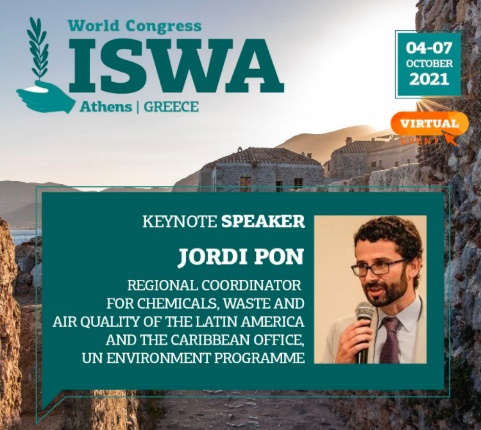 World Congress
ISWA
Athens | GREECE
04-07
OCTOBER
2021
VIRTUAL
EVENT
KEYNOTE SPEAKER
JORDI PON
REGIONAL COORDINATOR
FOR CHEMICALS, WASTE AND
AIR QUALITY OF THE LATIN AMERICA
AND THE CARIBBEAN OFFICE,
UN ENVIRONMENT PROGRAMME